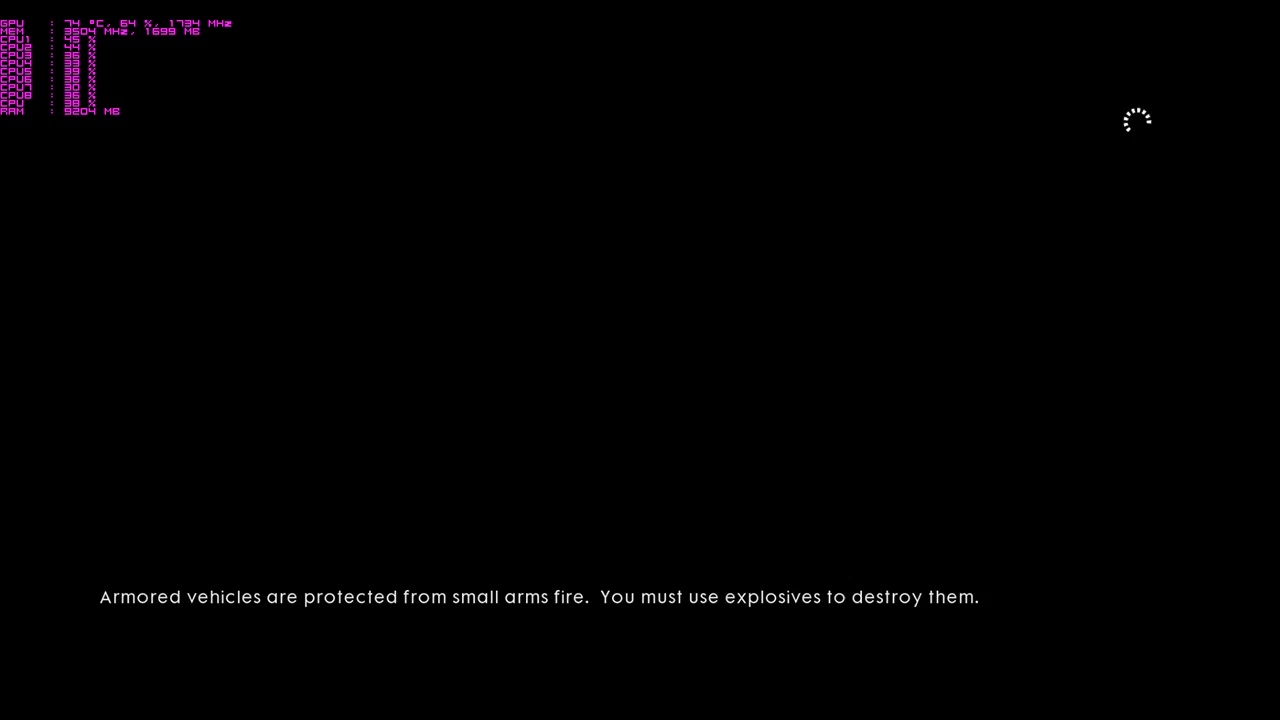 GPU : 74 °C, 64 %, 1734 MHz
MEM : 3504 MHz, 1699 MB
CPU1 : 45 %
CPU2 : 44 %
CPU3 : 36 %
CPU4 : 33 %
CPU5 : 39 %
CPU6 : 36 %
CPU7 : 30 %
CPU8 : 36 %
CPU : 38 %
RAM : 9204 MB
Armored vehicles are protected from small arms fire.  You must use explosives to destroy them.